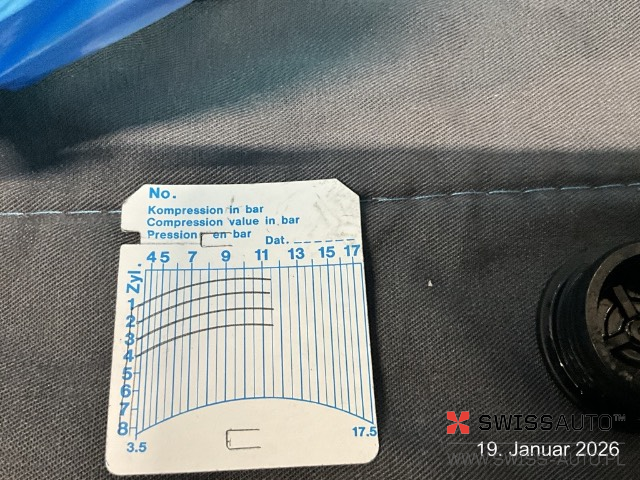 No.
Kompression in bar
Compression value in bar
Pression en bar Dat.
4 5 7 9 11 13 15 17
Zyl.
1
2
3
4
5
6
7
8
3.5 17.5
SWISSAUTO™
19. Januar 2026
WWW.SWISS-AUTO.PL